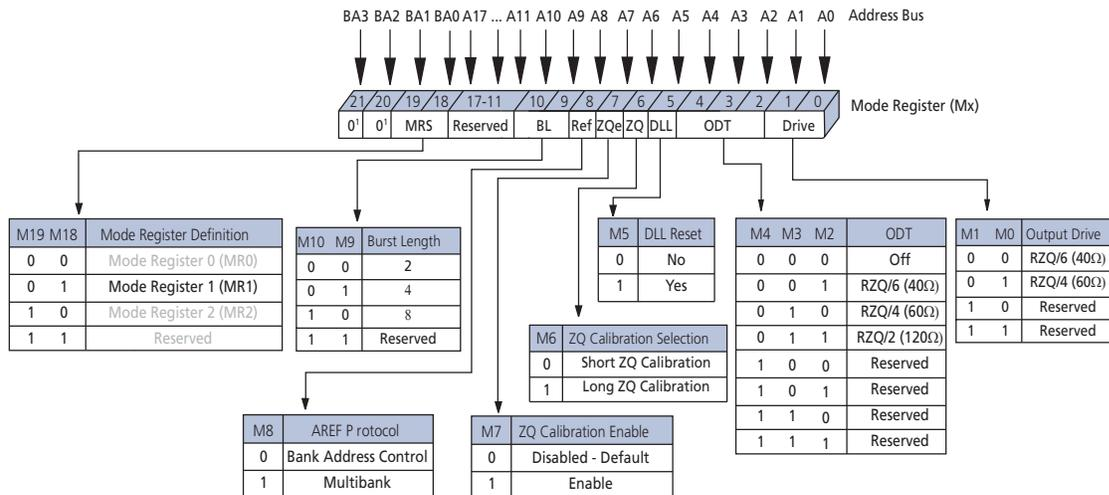 BA3 BA2 BA1 BA0 A17 ... A11 A10 A9 A8 A7 A6 A5 A4 A3 A2 A1 A0 Address Bus
21 20 19 18 17-11 10 9 8 7 6 5 4 3 2 1 0 Mode Register (Mx)
0¹ 0¹ MRS Reserved BL Ref ZQe ZQ DLL ODT Drive
M19 M18 Mode Register Definition
0 0 Mode Register 0 (MR0)
0 1 Mode Register 1 (MR1)
1 0 Mode Register 2 (MR2)
1 1 Reserved
M10 M9 Burst Length
0 0 2
0 1 4
1 0 8
1 1 Reserved
M5 DLL Reset
0 No
1 Yes
M4 M3 M2 ODT
0 0 0 Off
0 0 1 RZQ/6 (40Ω)
0 1 0 RZQ/4 (60Ω)
0 1 1 RZQ/2 (120Ω)
1 0 0 Reserved
1 0 1 Reserved
1 1 0 Reserved
1 1 1 Reserved
M1 M0 Output Drive
0 0 RZQ/6 (40Ω)
0 1 RZQ/4 (60Ω)
1 0 Reserved
1 1 Reserved
M6 ZQ Calibration Selection
0 Short ZQ Calibration
1 Long ZQ Calibration
M8 AREF P rotocol
0 Bank Address Control
1 Multibank
M7 ZQ Calibration Enable
0 Disabled - Default
1 Enable